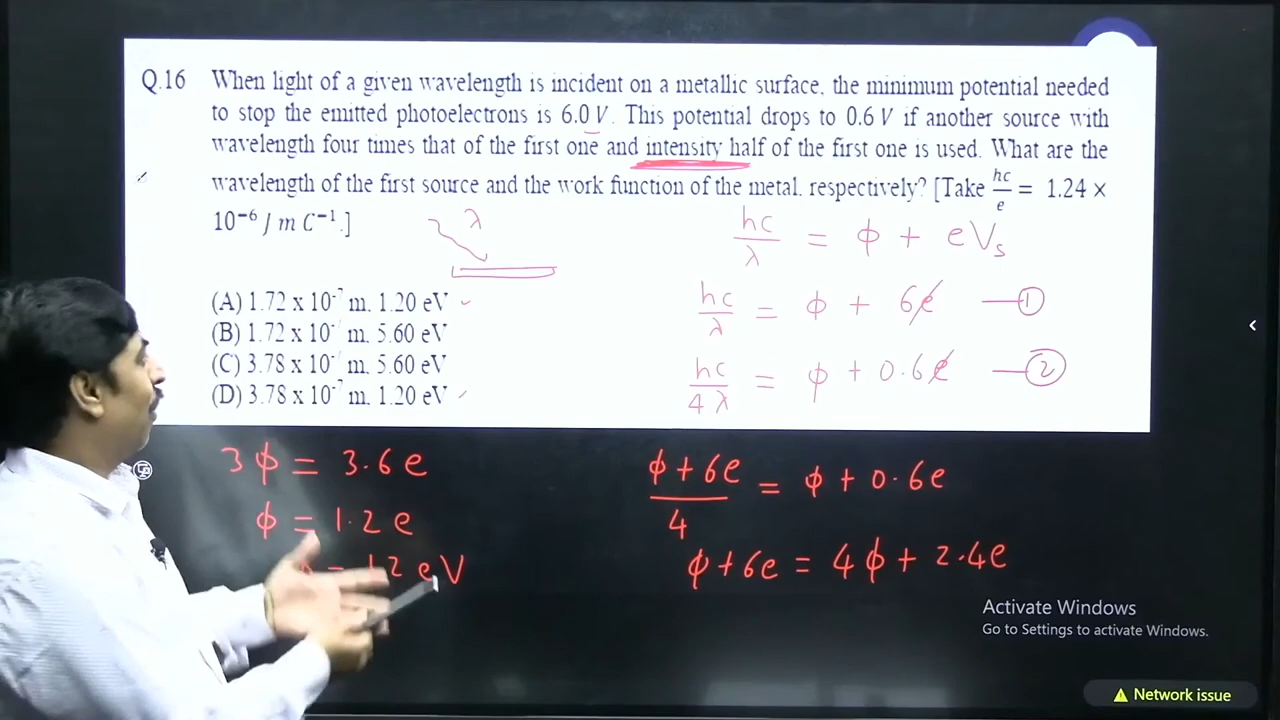 Q.16 When light of a given wavelength is incident on a metallic surface, the minimum potential needed
to stop the emitted photoelectrons is 6.0 V. This potential drops to 0.6 V if another source with
wavelength four times that of the first one and intensity half of the first one is used. What are the
wavelength of the first source and the work function of the metal. respectively? [Take hc/e = 1.24 ×
10⁻⁶ J m C⁻¹.]
λ
hc/λ = ϕ + eVₛ
(A) 1.72 x 10⁻⁷ m. 1.20 eV
(B) 1.72 x 10⁻ m. 5.60 eV
(C) 3.78 x 10⁻ m. 5.60 eV
(D) 3.78 x 10⁻⁷ m. 1.20 eV
hc/λ = ϕ + 6e —①
hc/4λ = ϕ + 0.6e —②
3ϕ = 3.6e
ϕ = 1.2e
= 1.2 eV
ϕ+6e/4 = ϕ + 0.6e
ϕ+6e = 4ϕ + 2.4e
Activate Windows
Go to Settings to activate Windows.
Network issue